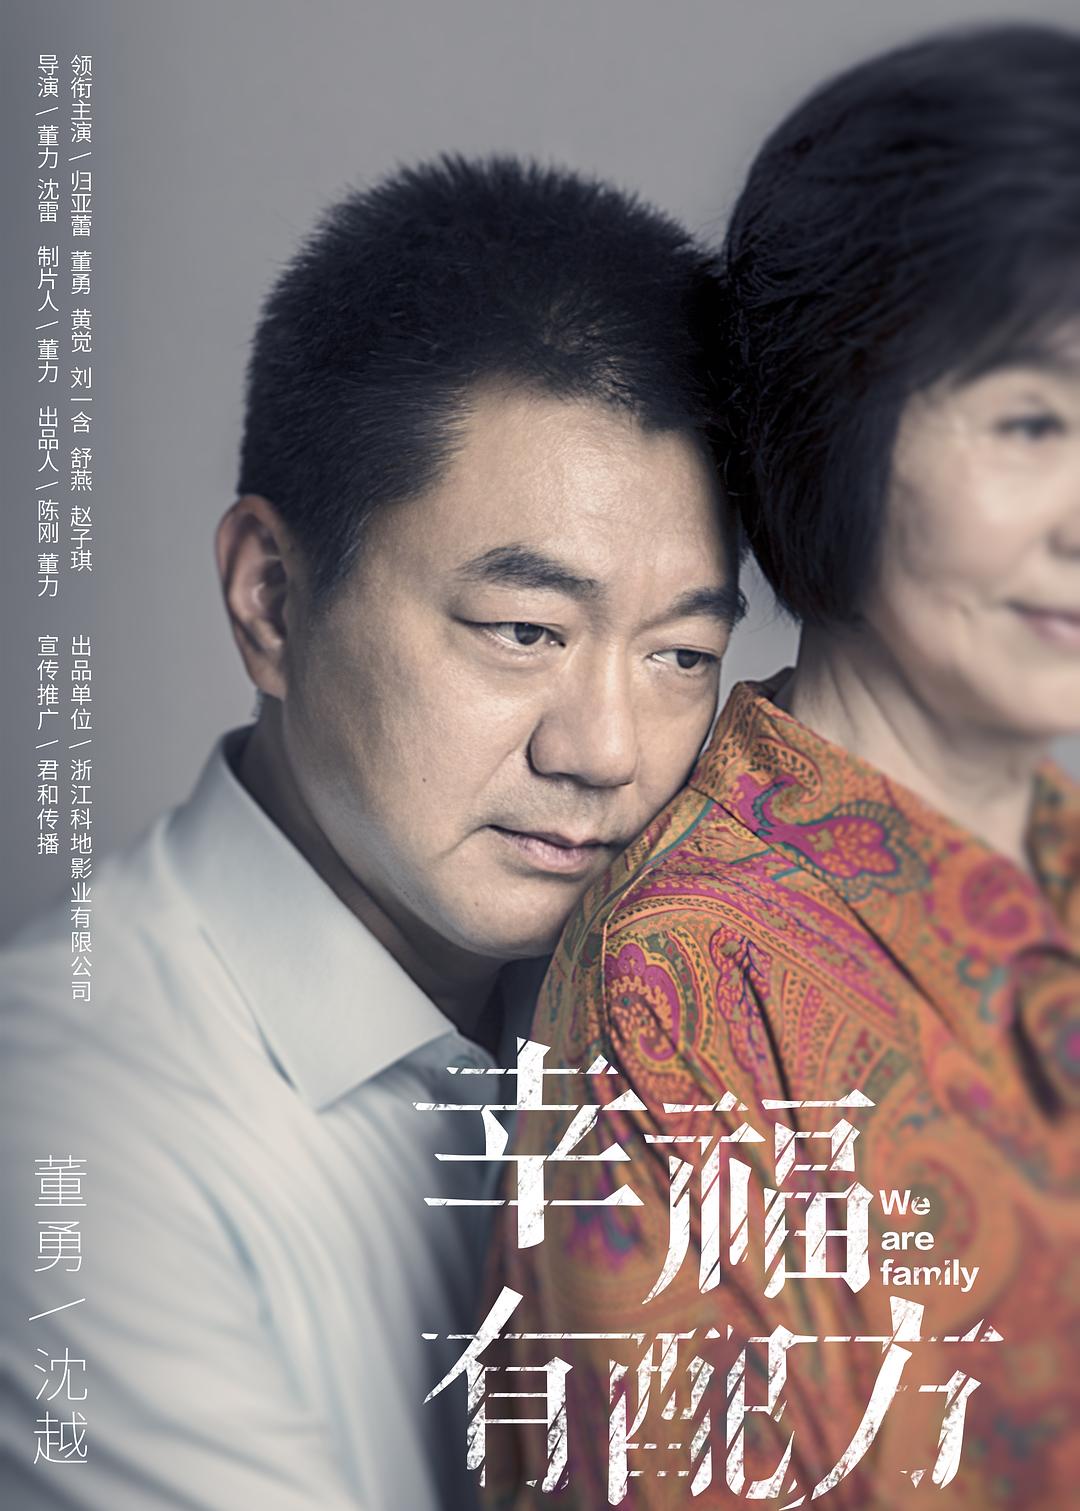 领衔主演/归亚蕾 董勇 黄觉 刘一含 舒燕 赵子琪
出品单位/浙江科地影业有限公司
导演/董力 沈雷 制片人/董力 出品人/陈刚 董力
宣传推广/君和传播
董勇/沈越
幸福
We
are
family
有配方